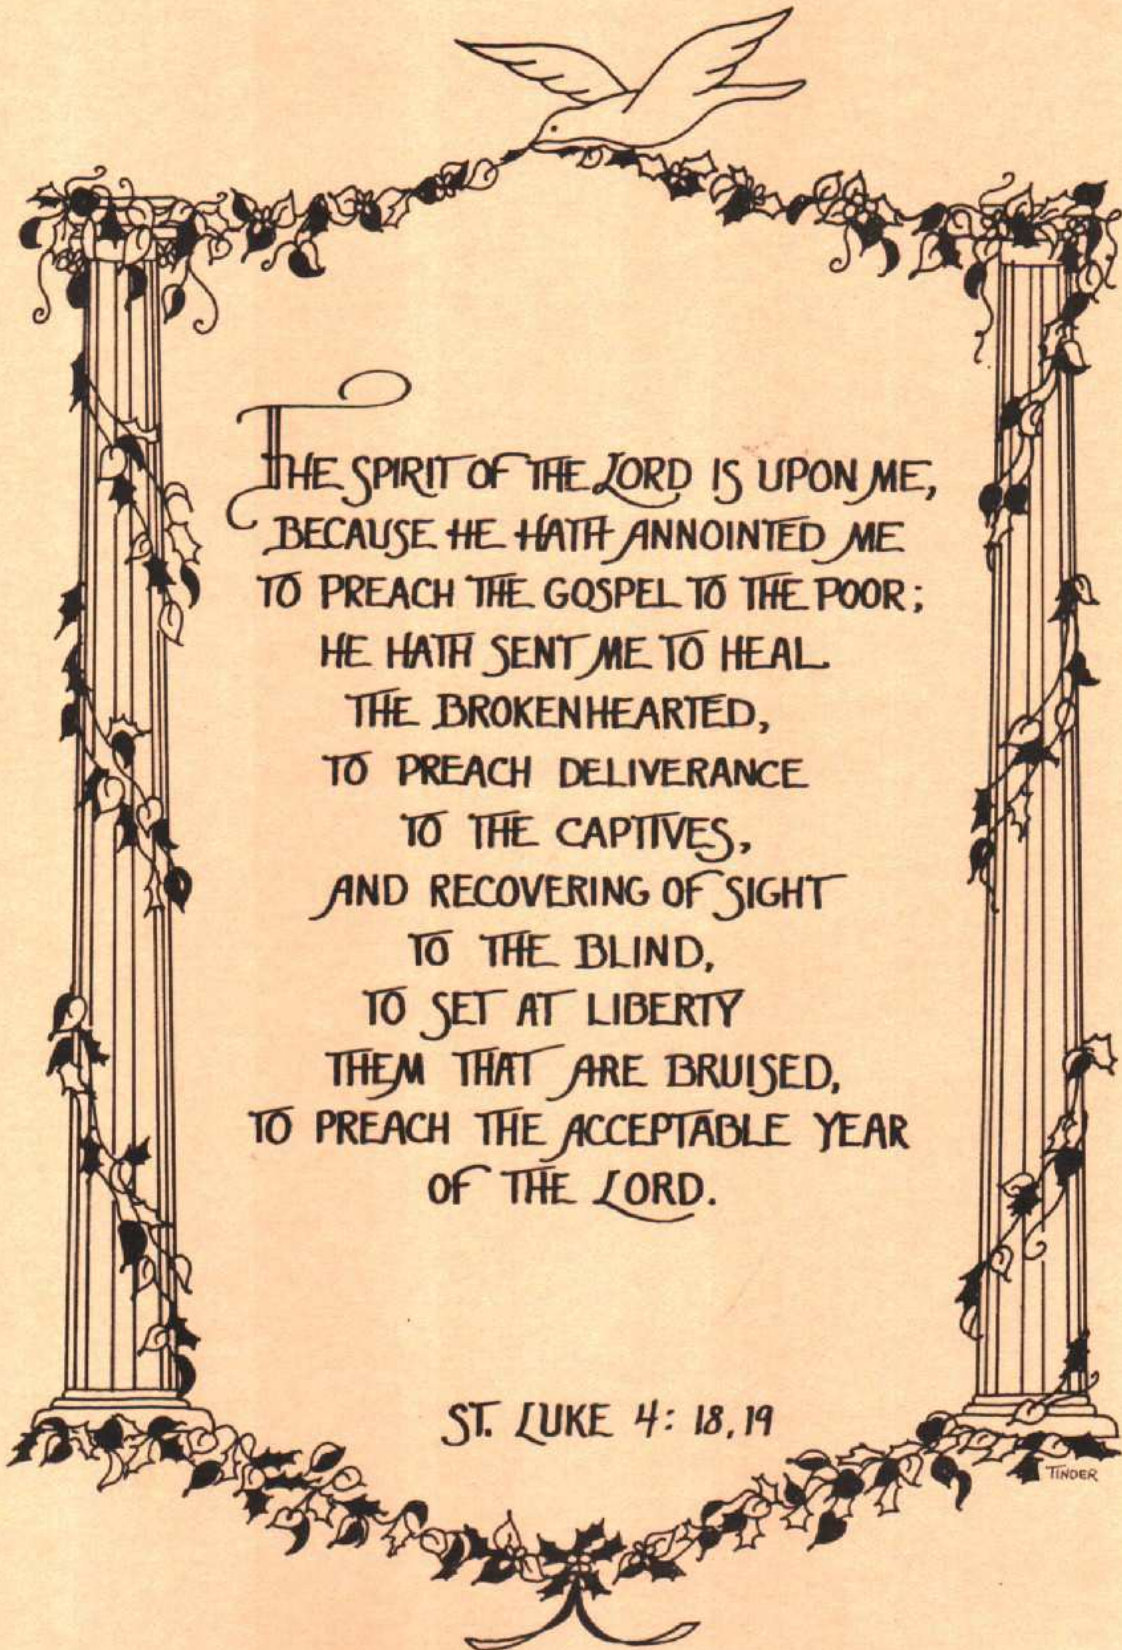 THE SPIRIT OF THE LORD IS UPON ME,
BECAUSE HE HATH ANNOINTED ME
TO PREACH THE GOSPEL TO THE POOR;
HE HATH SENT ME TO HEAL
THE BROKENHEARTED,
TO PREACH DELIVERANCE
TO THE CAPTIVES,
AND RECOVERING OF SIGHT
TO THE BLIND,
TO SET AT LIBERTY
THEM THAT ARE BRUISED,
TO PREACH THE ACCEPTABLE YEAR
OF THE LORD.
ST. LUKE 4: 18, 19
TINDER